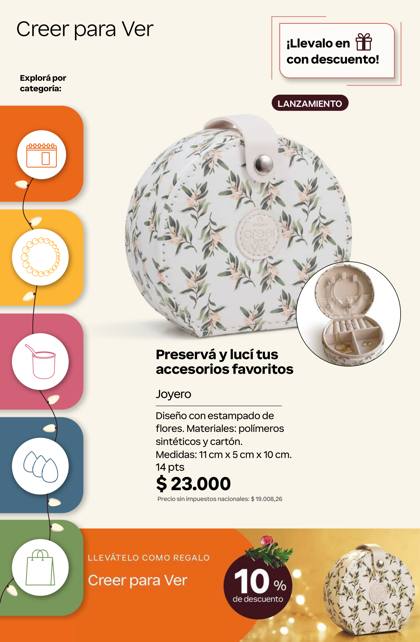 Creer para Ver
¡Llevalo en
con descuento!
Explorá por
categoría:
LANZAMIENTO
Preservá y lucí tus
accesorios favoritos
Joyero
Diseño con estampado de
flores. Materiales: polímeros
sintéticos y cartón.
Medidas: 11 cm x 5 cm x 10 cm.
14 pts
$ 23.000
Precio sin impuestos nacionales: $ 19.008,26
LLEVÁTELO COMO REGALO
Creer para Ver
10 %
de descuento